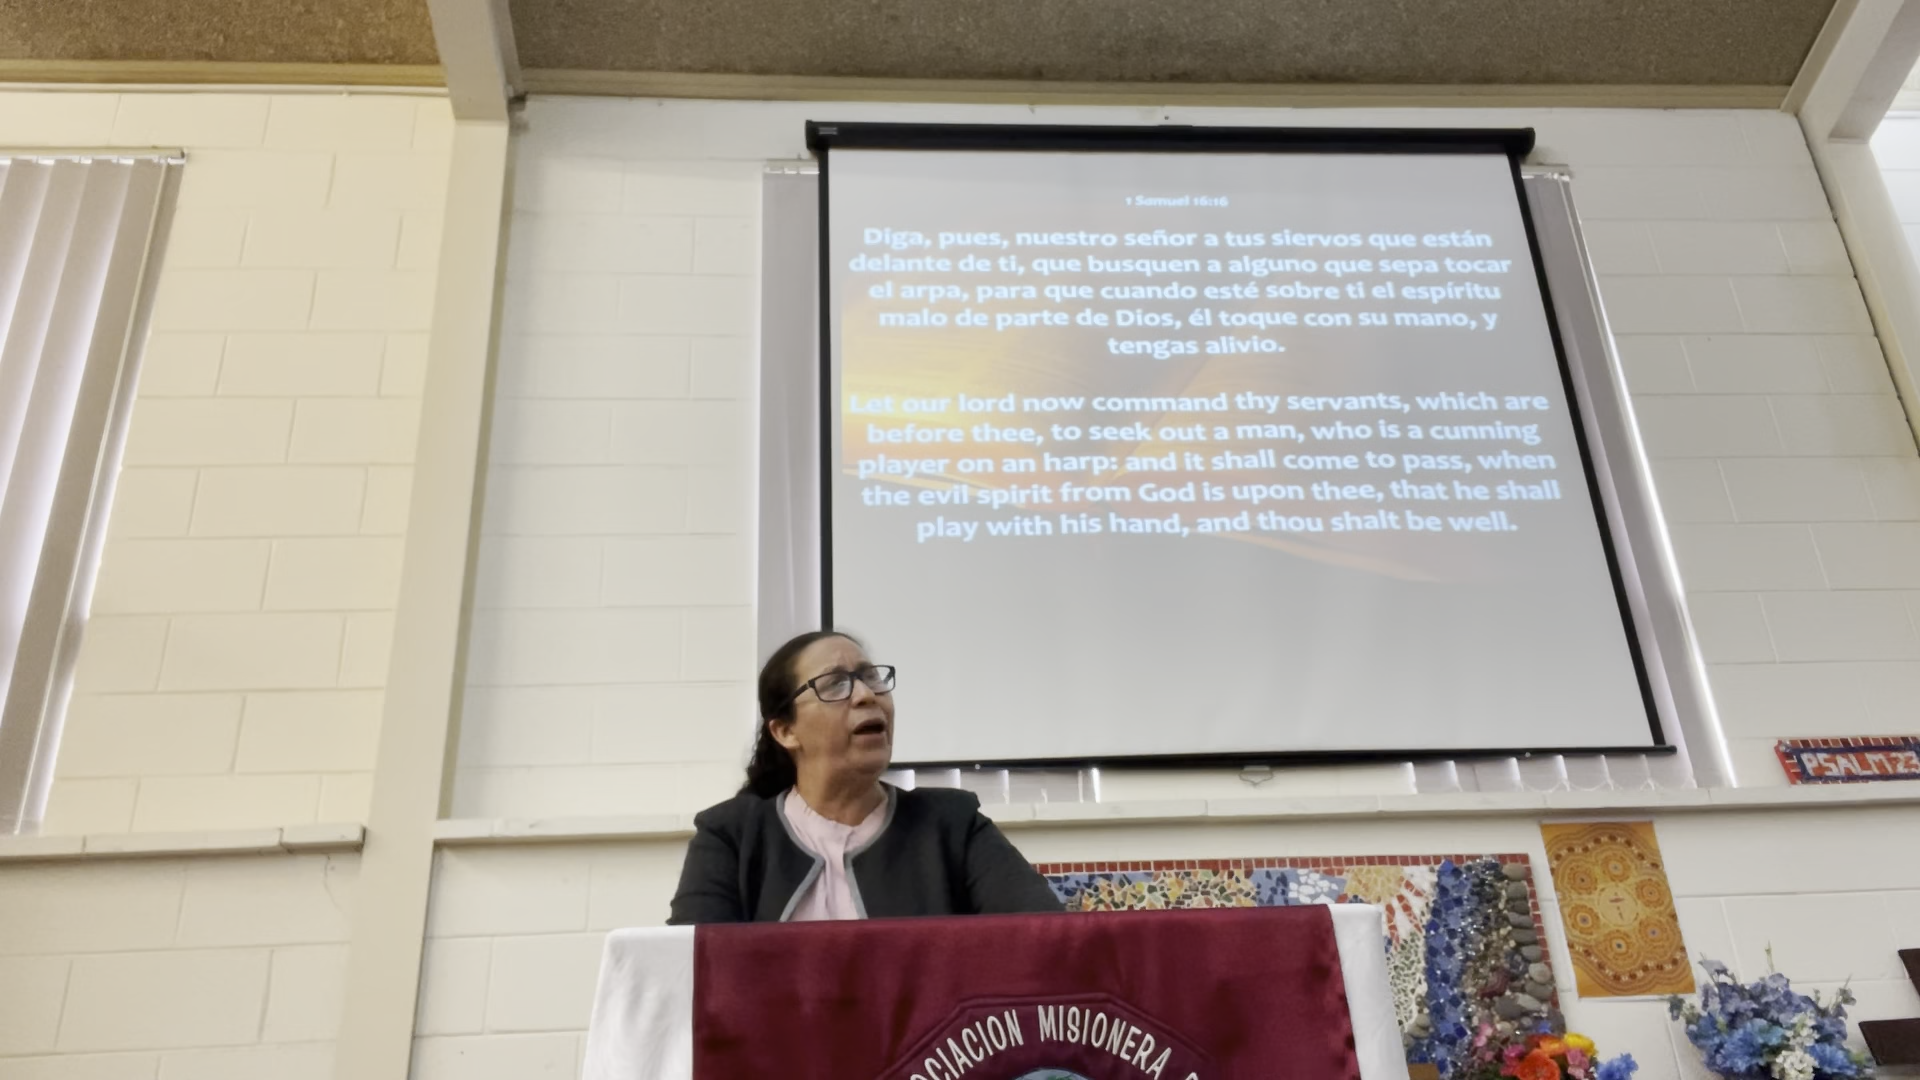 1 Samuel 16:16
Diga, pues, nuestro señor a tus siervos que están
delante de ti, que busquen a alguno que sepa tocar
el arpa, para que cuando esté sobre ti el espíritu
malo de parte de Dios, él toque con su mano, y
tengas alivio.
Let our lord now command thy servants, which are
before thee, to seek out a man, who is a cunning
player on an harp: and it shall come to pass, when
the evil spirit from God is upon thee, that he shall
play with his hand, and thou shalt be well.
PSALM 23
MISIONERA